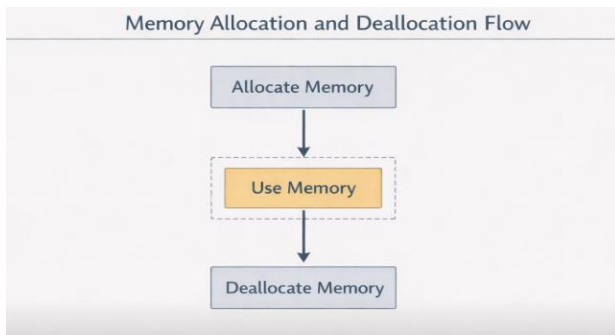 Memory Allocation and Deallocation Flow
Allocate Memory
Use Memory
Deallocate Memory